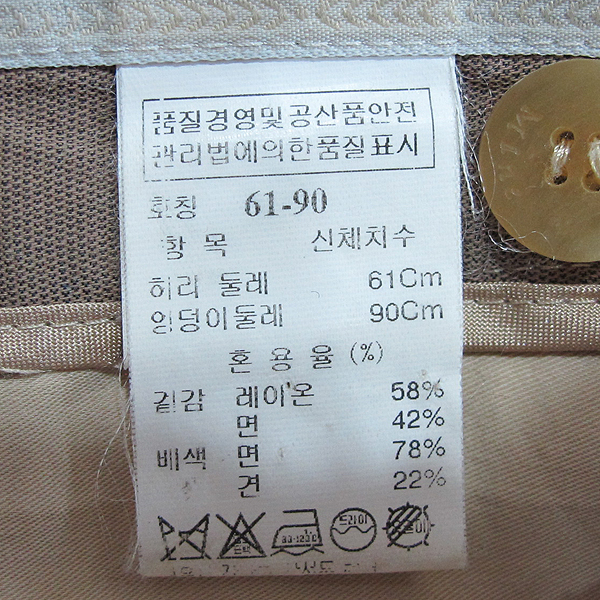 품질경영및공산품안전
관리법에의한품질표시
호칭 61-90
항 목 신체치수
허리 둘레 61Cm
엉덩이둘레 90Cm
혼 용 율 (%)
겉감 레이온 58%
면 42%
배색 면 78%
견 22%
드라이